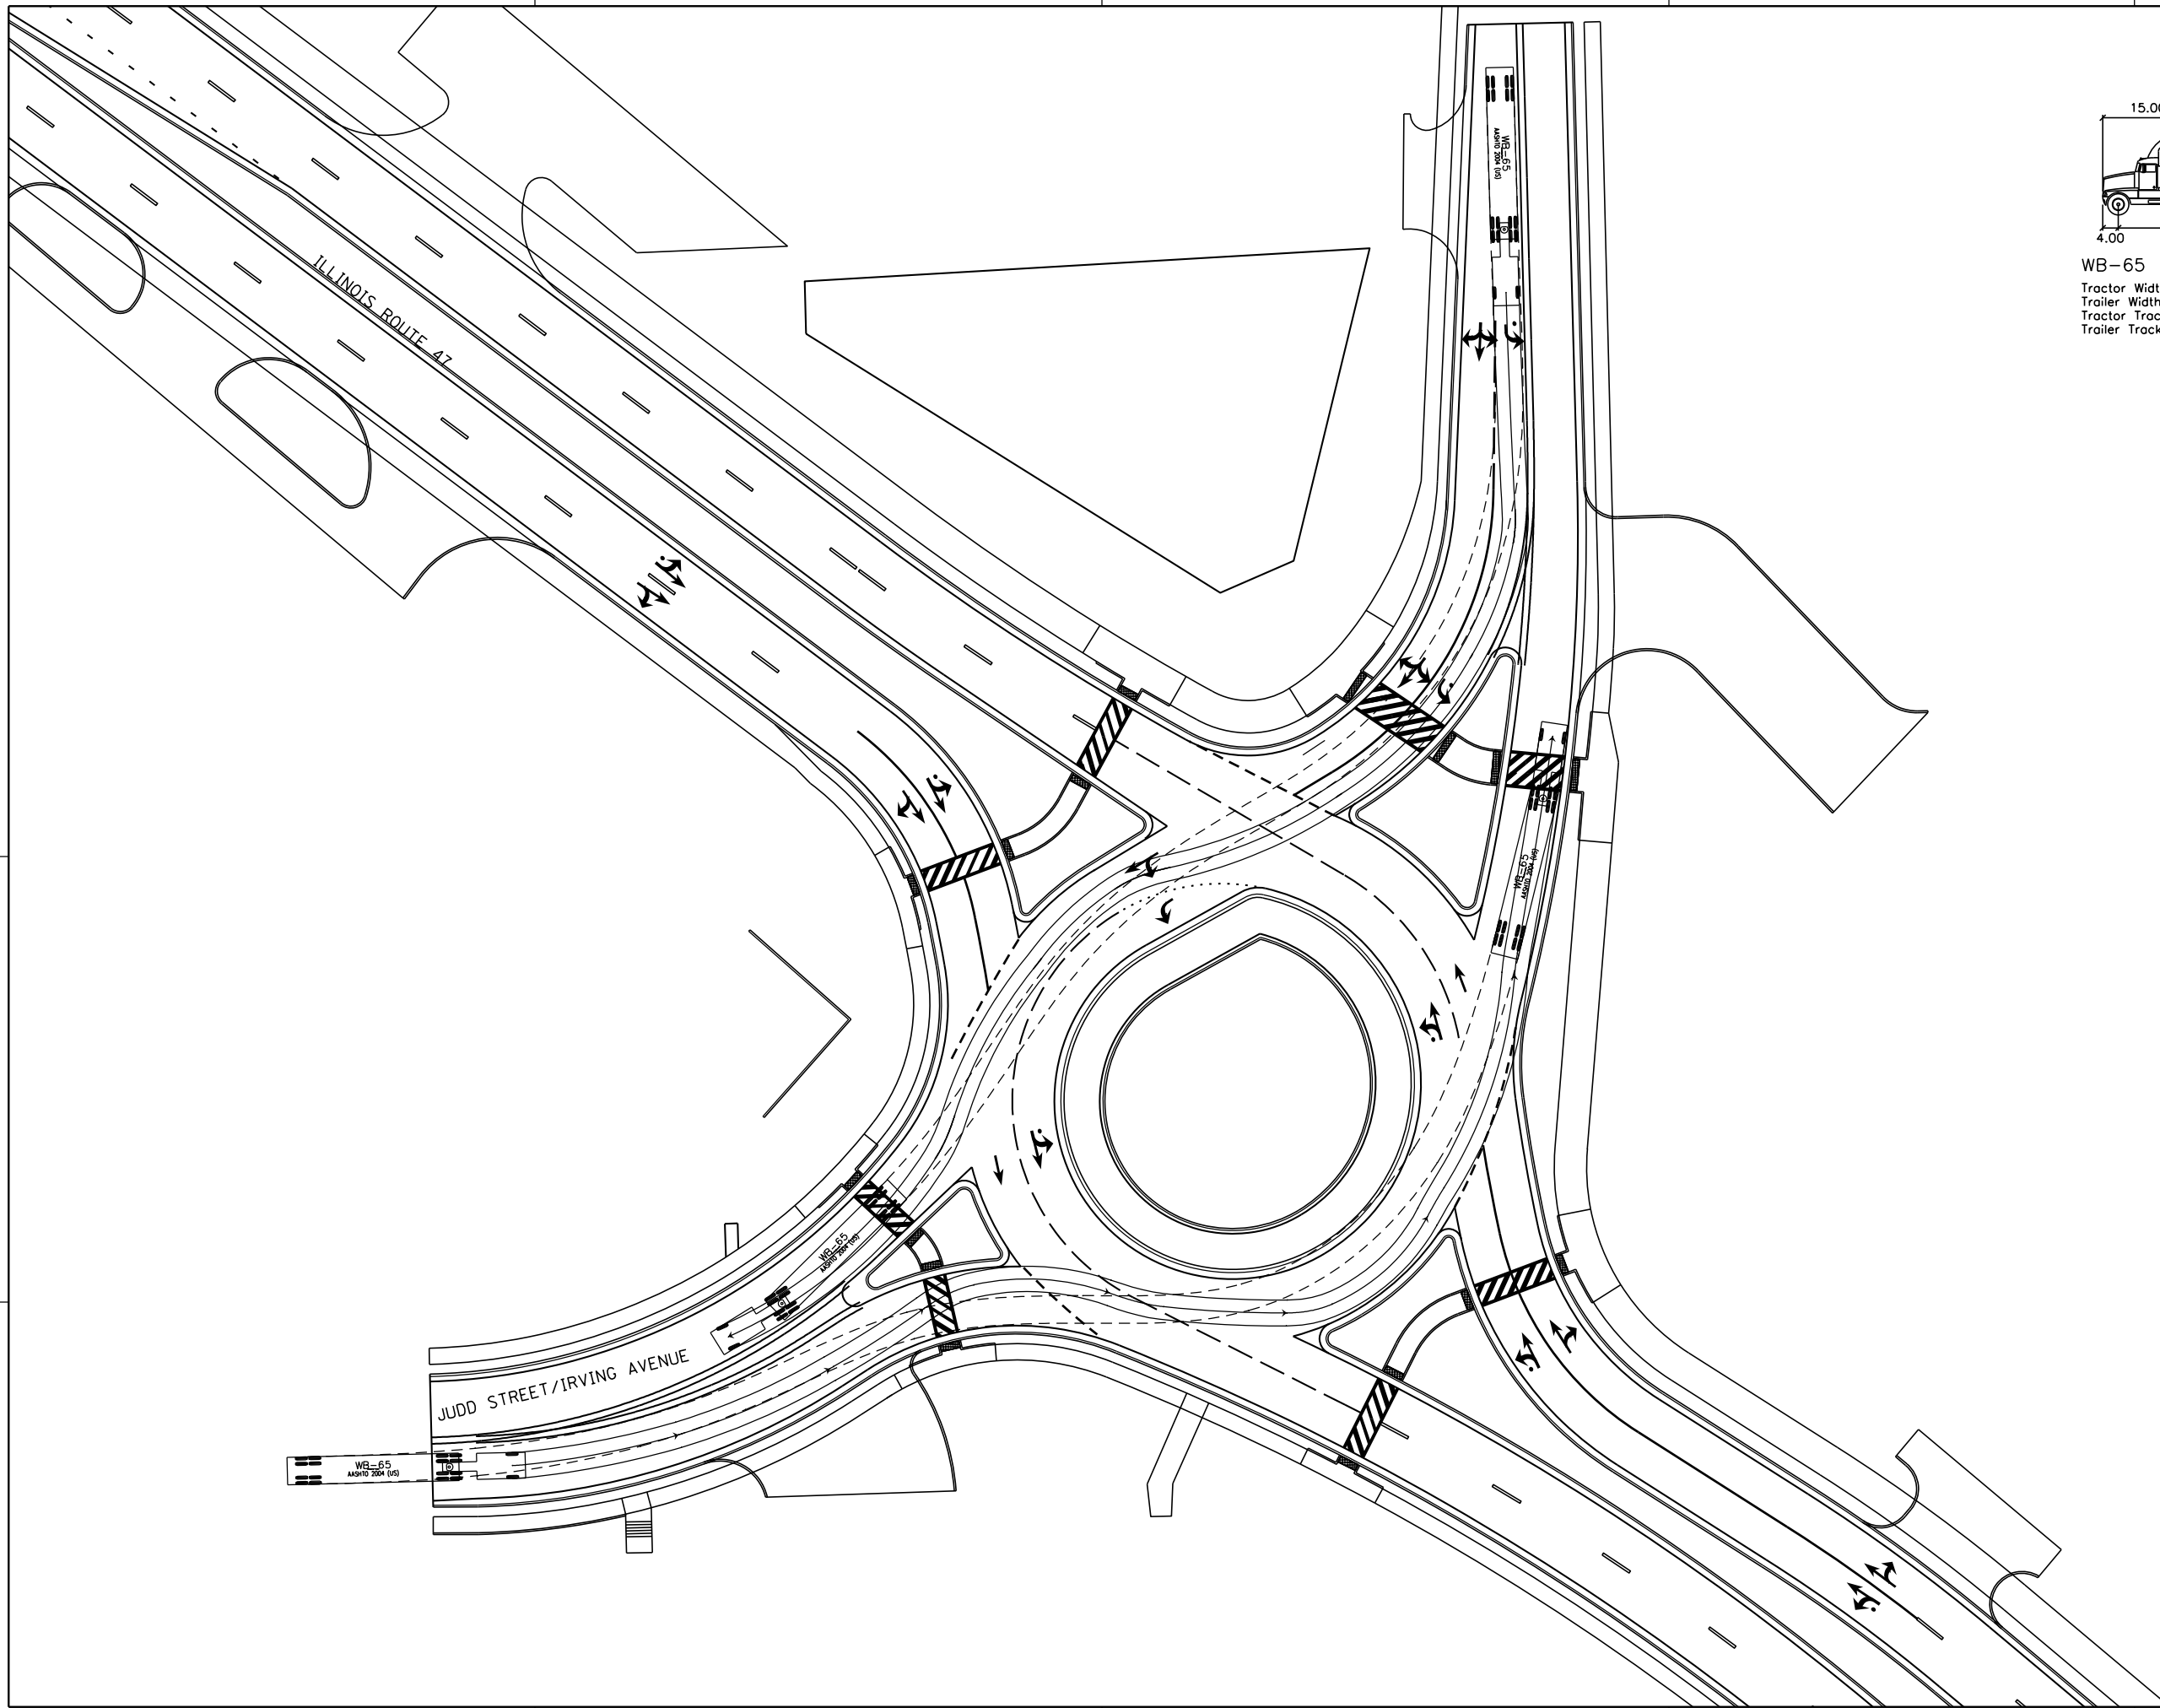 15.00
4.00
WB-65
Tractor Widt
Trailer Width
Tractor Trac
Trailer Track
ILLINOIS ROUTE 47
WB-65
AASHTO 2004 (US)
WB-65
AASHTO 2004 (US)
WB-65
AASHTO 2004 (US)
JUDD STREET/IRVING AVENUE
WB-65
AASHTO 2004 (US)